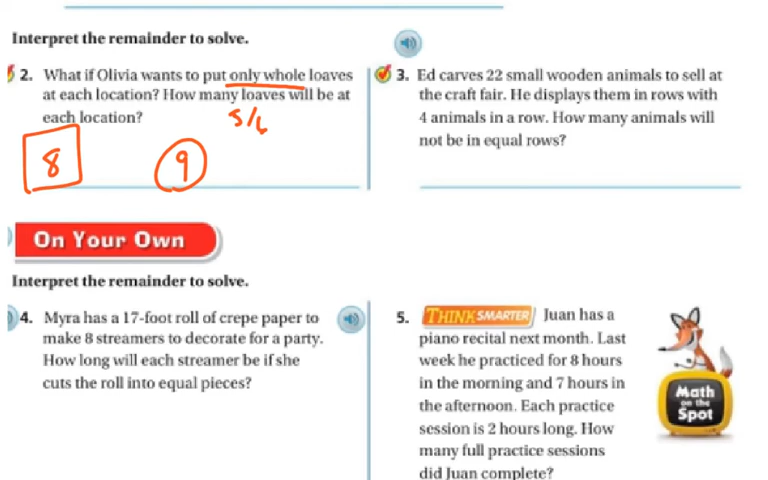 Interpret the remainder to solve.
2. What if Olivia wants to put only whole loaves
at each location? How many loaves will be at
each location?
5/6
8
9
3. Ed carves 22 small wooden animals to sell at
the craft fair. He displays them in rows with
4 animals in a row. How many animals will
not be in equal rows?
On Your Own
Interpret the remainder to solve.
4. Myra has a 17-foot roll of crepe paper to
make 8 streamers to decorate for a party.
How long will each streamer be if she
cuts the roll into equal pieces?
5. THINK SMARTER Juan has a
piano recital next month. Last
week he practiced for 8 hours
in the morning and 7 hours in
the afternoon. Each practice
session is 2 hours long. How
many full practice sessions
did Juan complete?
Math
on the
Spot